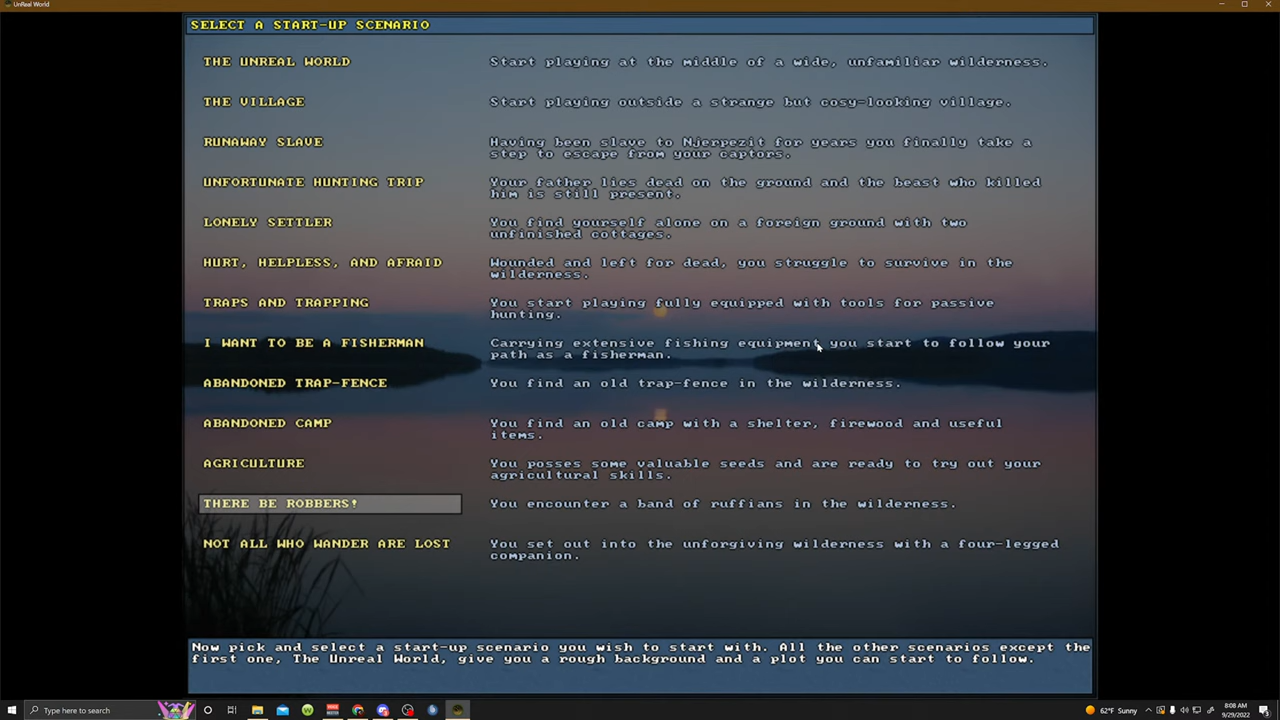 UnReal World
SELECT A START-UP SCENARIO
THE UNREAL WORLD
Start playing at the middle of a wide, unfamiliar wilderness.
THE VILLAGE
Start playing outside a strange but cosy-looking village.
RUNAWAY SLAVE
Having been slave to Njerpezit for years you finally take a
step to escape from your captors.
UNFORTUNATE HUNTING TRIP
Your father lies dead on the ground and the beast who killed
him is still present.
LONELY SETTLER
You find yourself alone on a foreign ground with two
unfinished cottages.
HURT, HELPLESS, AND AFRAID
Wounded and left for dead, you struggle to survive in the
wilderness.
TRAPS AND TRAPPING
You start playing fully equipped with tools for passive
hunting.
I WANT TO BE A FISHERMAN
Carrying extensive fishing equipment you start to follow your
path as a fisherman.
ABANDONED TRAP-FENCE
You find an old trap-fence in the wilderness.
ABANDONED CAMP
You find an old camp with a shelter, firewood and useful
items.
AGRICULTURE
You posses some valuable seeds and are ready to try out your
agricultural skills.
THERE BE ROBBERS!
You encounter a band of ruffians in the wilderness.
NOT ALL WHO WANDER ARE LOST
You set out into the unforgiving wilderness with a four-legged
companion.
Now pick and select a start-up scenario you wish to start with. All the other scenarios except the
first one, The Unreal World, give you a rough background and a plot you can start to follow.
Type here to search
62°F Sunny
8:08 AM
9/29/2022